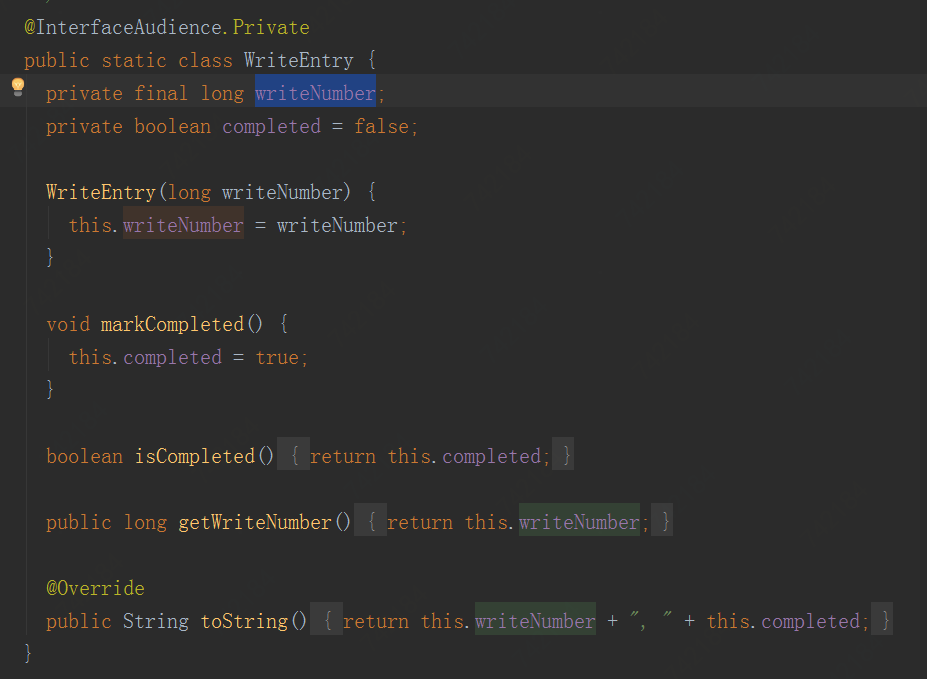 @InterfaceAudience.Private
public static class WriteEntry {
private final long writeNumber;
private boolean completed = false;
WriteEntry(long writeNumber) {
this.writeNumber = writeNumber;
}
void markCompleted() {
this.completed = true;
}
boolean isCompleted() { return this.completed; }
public long getWriteNumber() { return this.writeNumber; }
@Override
public String toString() { return this.writeNumber + ", " + this.completed; }
}